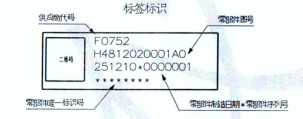 标签标识
供应商代码
F0752
零部件图号
H4812020001A0
二维码
251210*0000001
********
零部件唯一标识码
零部件制造日期*零部件序列号